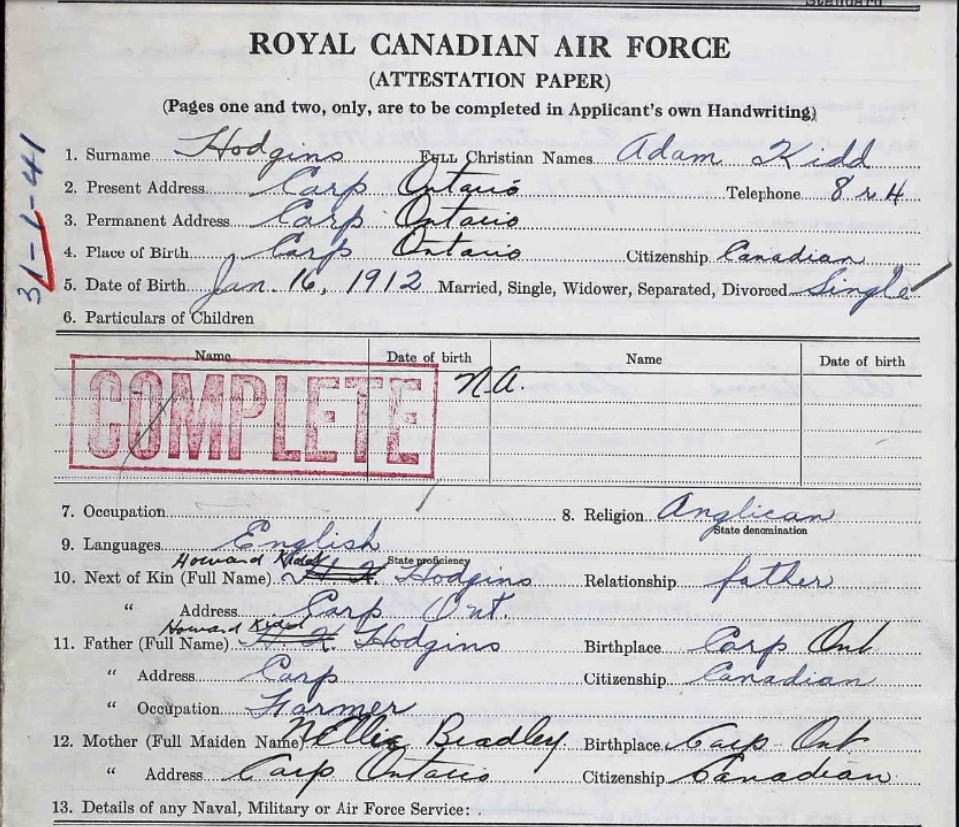 Standard
ROYAL CANADIAN AIR FORCE
(ATTESTATION PAPER)
(Pages one and two, only, are to be completed in Applicant's own Handwriting)
31-1-41
1. Surname Hodgins FULL Christian Names Adam Kidd
2. Present Address Carp Ontario Telephone 8 r 4
3. Permanent Address Carp Ontario
4. Place of Birth Carp Ontario Citizenship Canadian
5. Date of Birth Jan. 16, 1912 Married, Single, Widower, Separated, Divorced Single
6. Particulars of Children
Name Date of birth Name Date of birth
N.A.
COMPLETE
7. Occupation 8. Religion Anglican
State denomination
9. Languages English
State proficiency
Howard Kidd
10. Next of Kin (Full Name) H. K. Hodgins Relationship father
" Address Carp Ont.
Howard Kidd
11. Father (Full Name) H. K. Hodgins Birthplace Carp Ont
" Address Carp Citizenship Canadian
" Occupation Farmer
12. Mother (Full Maiden Name) Nellie Bradley Birthplace Carp Ont
" Address Carp Ontario Citizenship Canadian
13. Details of any Naval, Military or Air Force Service: